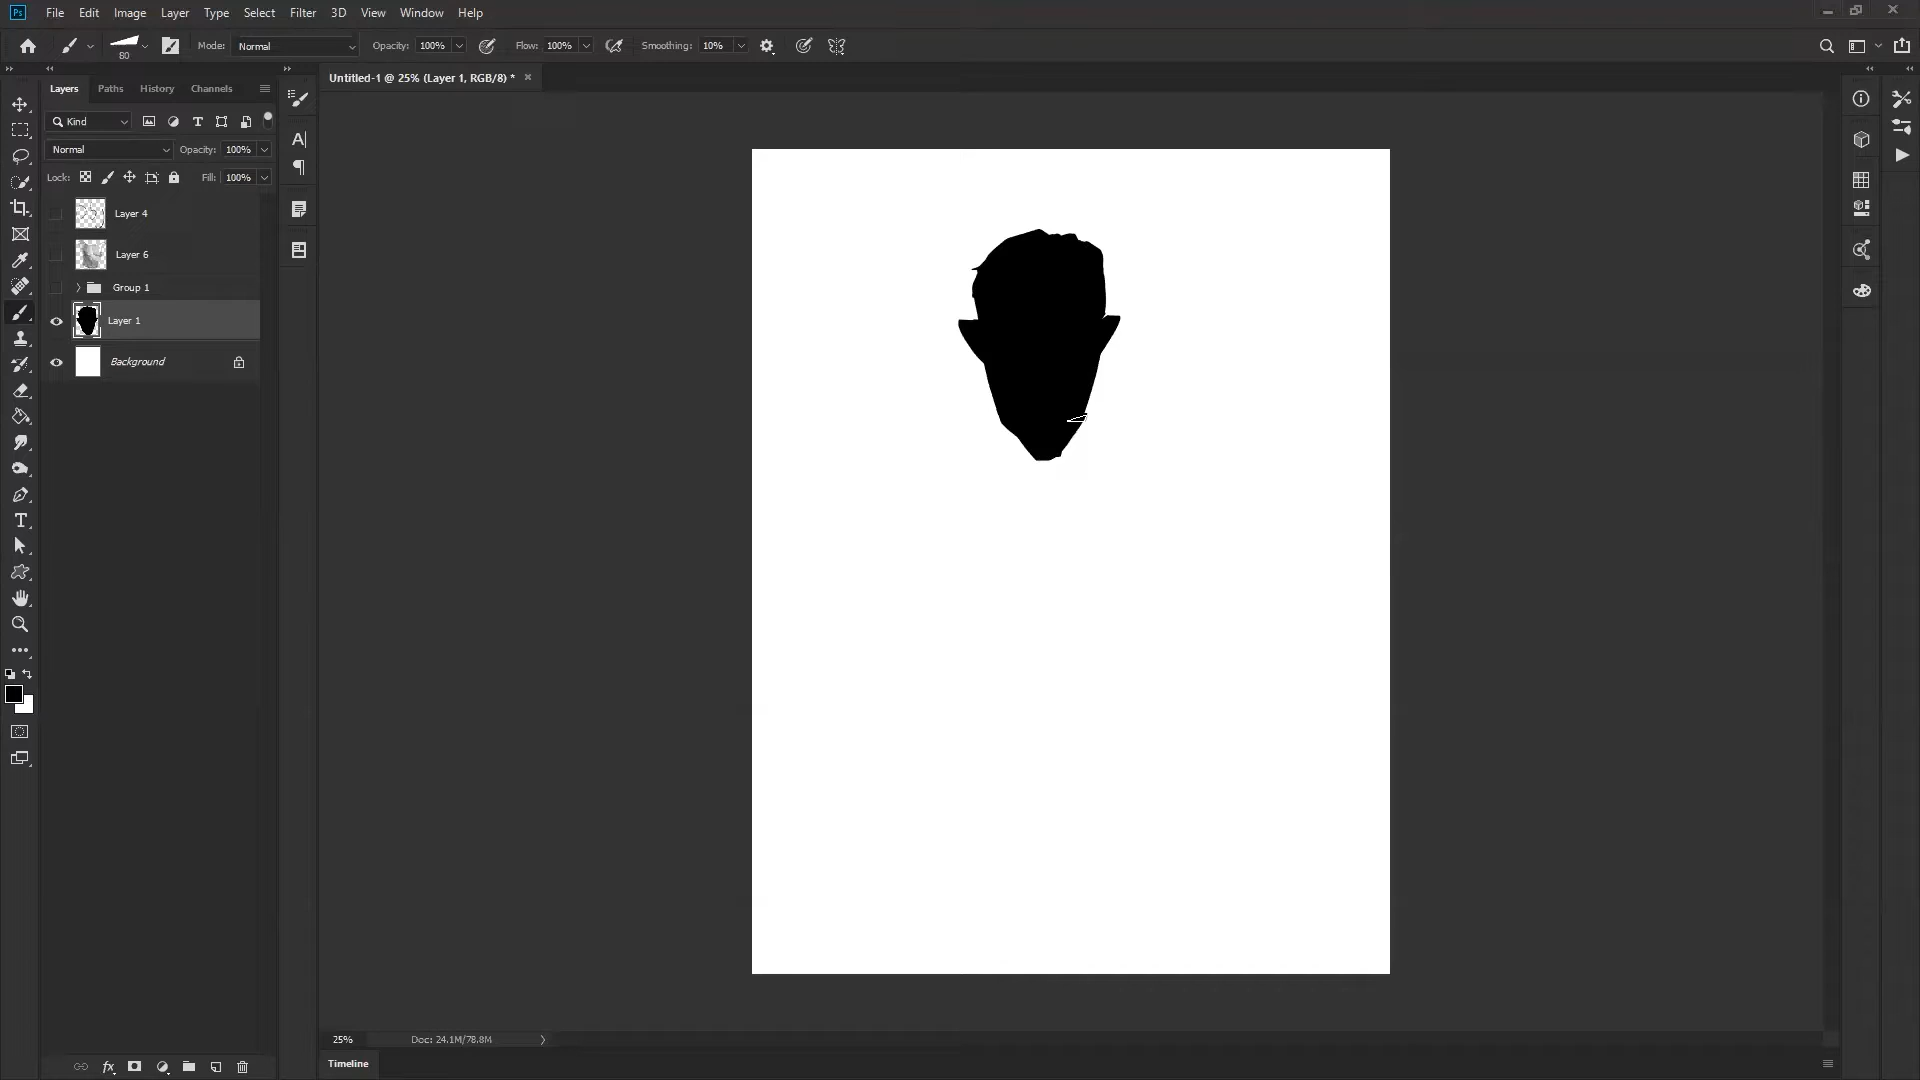 Ps File Edit Image Layer Type Select Filter 3D View Window Help
80 Mode: Normal Opacity: 100% Flow: 100% Smoothing: 10%
Untitled-1 @ 25% (Layer 1, RGB/8) *
Layers Paths History Channels
Kind
Normal Opacity: 100%
Lock: Fill: 100%
Layer 4
Layer 6
Group 1
Layer 1
Background
fx
25% Doc: 24.1M/78.8M
Timeline